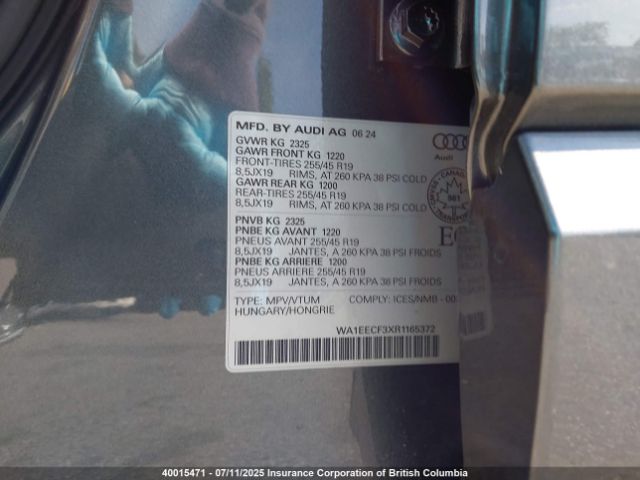 MFD. BY AUDI AG 06 24
GVWR KG 2325
GAWR FRONT KG 1220
FRONT-TIRES 255/45 R19
8,5JX19 RIMS, AT 260 KPA 38 PSI COLD
GAWR REAR KG 1200
REAR-TIRES 255/45 R19
8,5JX19 RIMS, AT 260 KPA 38 PSI COLD
Audi
CANADA
561
TRANSPORT
PNVB KG 2325
PNBE KG AVANT 1220
PNEUS AVANT 255/45 R19
8,5JX19 JANTES, A 260 KPA 38 PSI FROIDS
PNBE KG ARRIERE 1200
PNEUS ARRIERE 255/45 R19
8,5JX19 JANTES, A 260 KPA 38 PSI FROIDS
TYPE: MPV/VTUM COMPLY: ICES/NMB - 00
HUNGARY/HONGRIE
WA1EECF3XR1165372
40015471 - 07/11/2025 Insurance Corporation of British Columbia